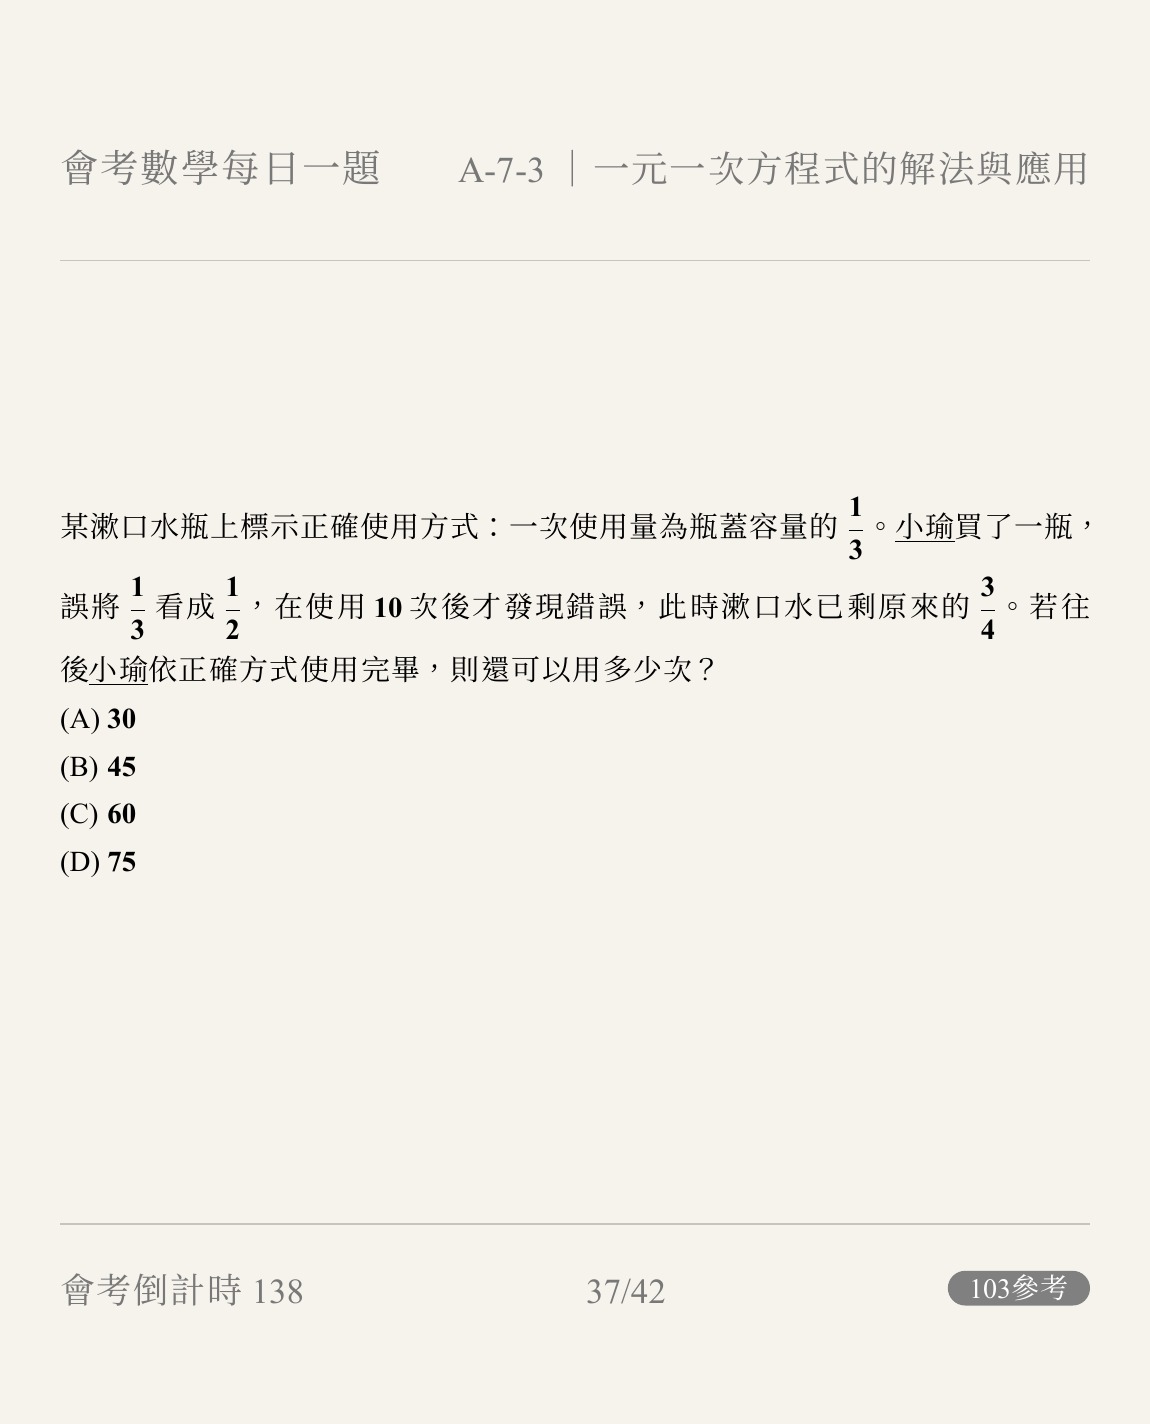 會考數學每日一題 A-7-3｜一元一次方程式的解法與應用
某漱口水瓶上標示正確使用方式：一次使用量為瓶蓋容量的 1/3。小瑜買了一瓶，
誤將 1/3 看成 1/2，在使用 10 次後才發現錯誤，此時漱口水已剩原來的 3/4。若往
後小瑜依正確方式使用完畢，則還可以用多少次？
(A) 30
(B) 45
(C) 60
(D) 75
會考倒計時 138 37/42 103參考